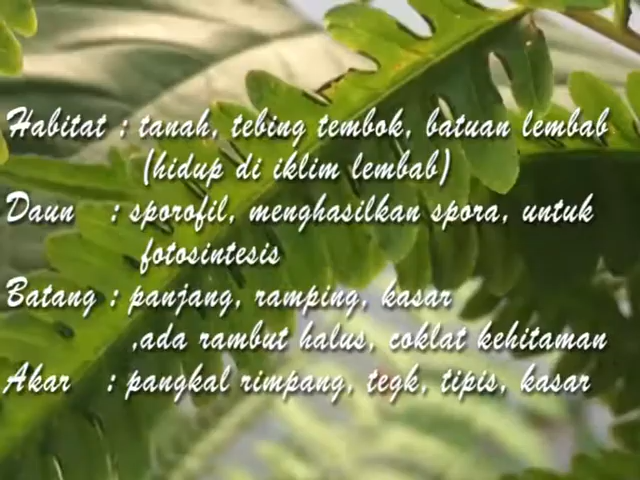 Habitat : tanah, tebing tembok, batuan lembab
(hidup di iklim lembab)
Daun : sporofil, menghasilkan spora, untuk
fotosintesis
Batang : panjang, ramping, kasar
,ada rambut halus, coklat kehitaman
Akar : pangkal rimpang, tegk, tipis, kasar